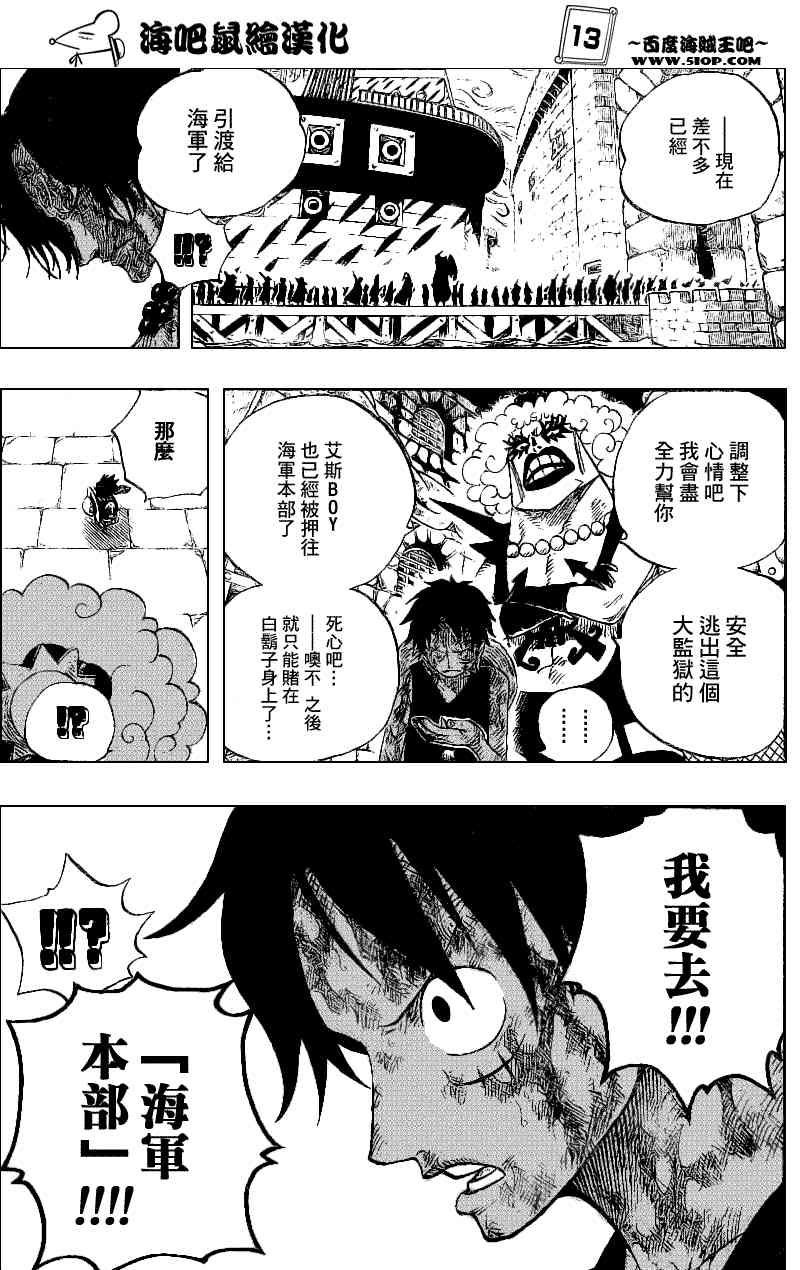 海吧鼠繪漢化
13
~百度海賊王吧~
WWW.5IOP.COM
——現在
差不多
已經
引渡給
海軍了
!!?
調整下
心情吧
我會盡
全力幫你
安全
逃出這個
大監獄的
……
艾斯BOY
也已經被押往
海軍本部了
死心吧…
——噢不 之後
就只能賭在
白鬍子身上了…
那麼
!?
我要去!!!
!!?
『海軍
本部』
!!!!